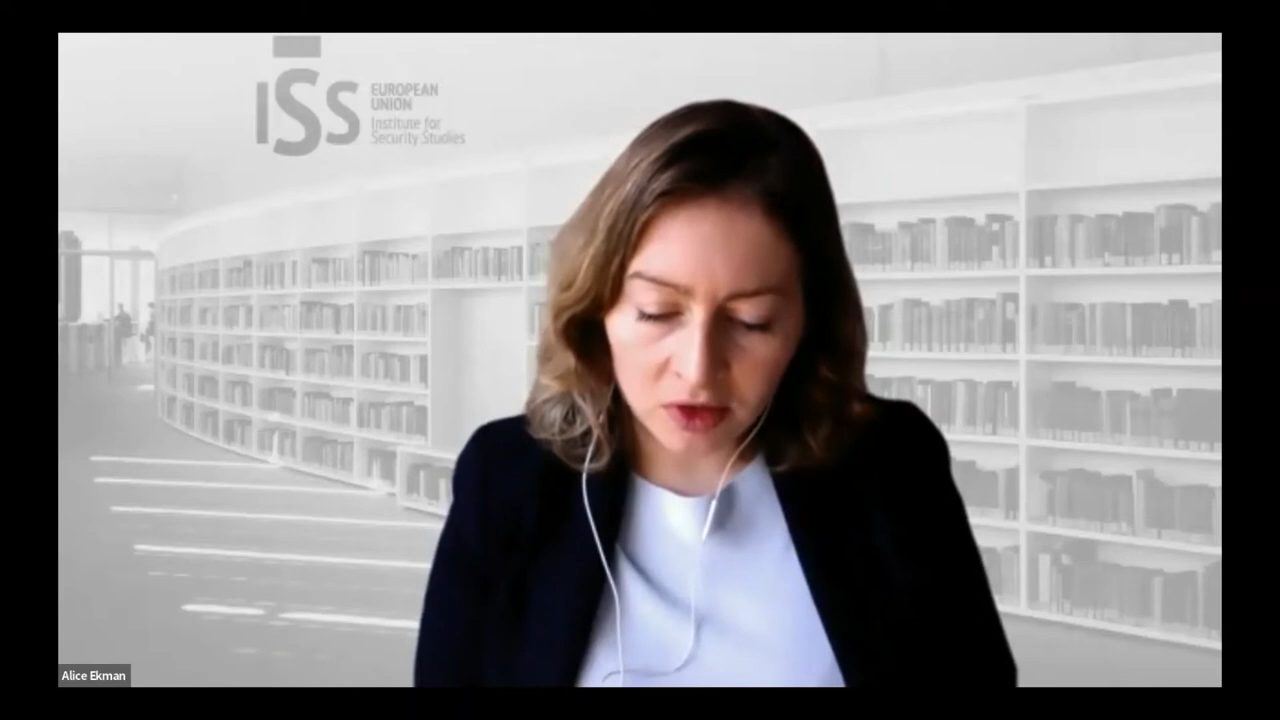 ISS
EUROPEAN
UNION
Institute for
Security Studies
Alice Ekman